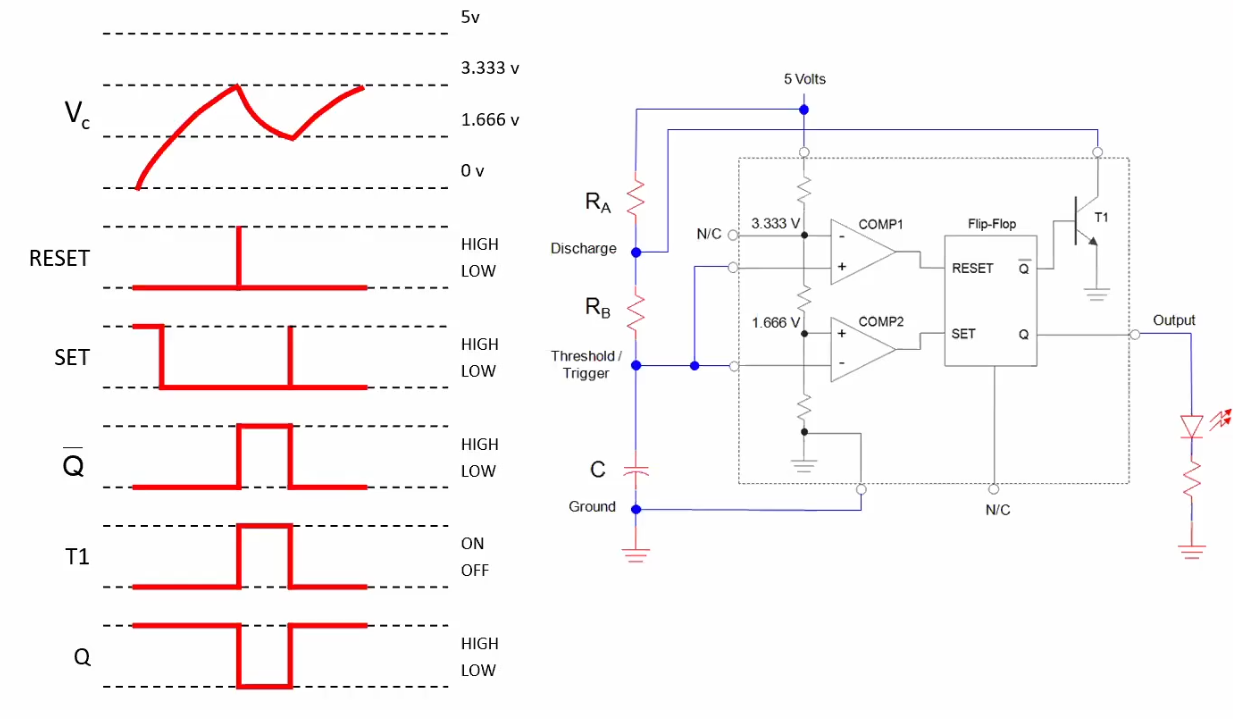 5v
3.333 v
Vc
1.666 v
0 v
RESET
HIGH
LOW
SET
HIGH
LOW
Q̅
HIGH
LOW
T1
ON
OFF
Q
HIGH
LOW
5 Volts
RA
Discharge
RB
Threshold /
Trigger
C
Ground
N/C
3.333 V
-
+
COMP1
1.666 V
+
-
COMP2
Flip-Flop
RESET
Q̅
SET
Q
T1
Output
N/C